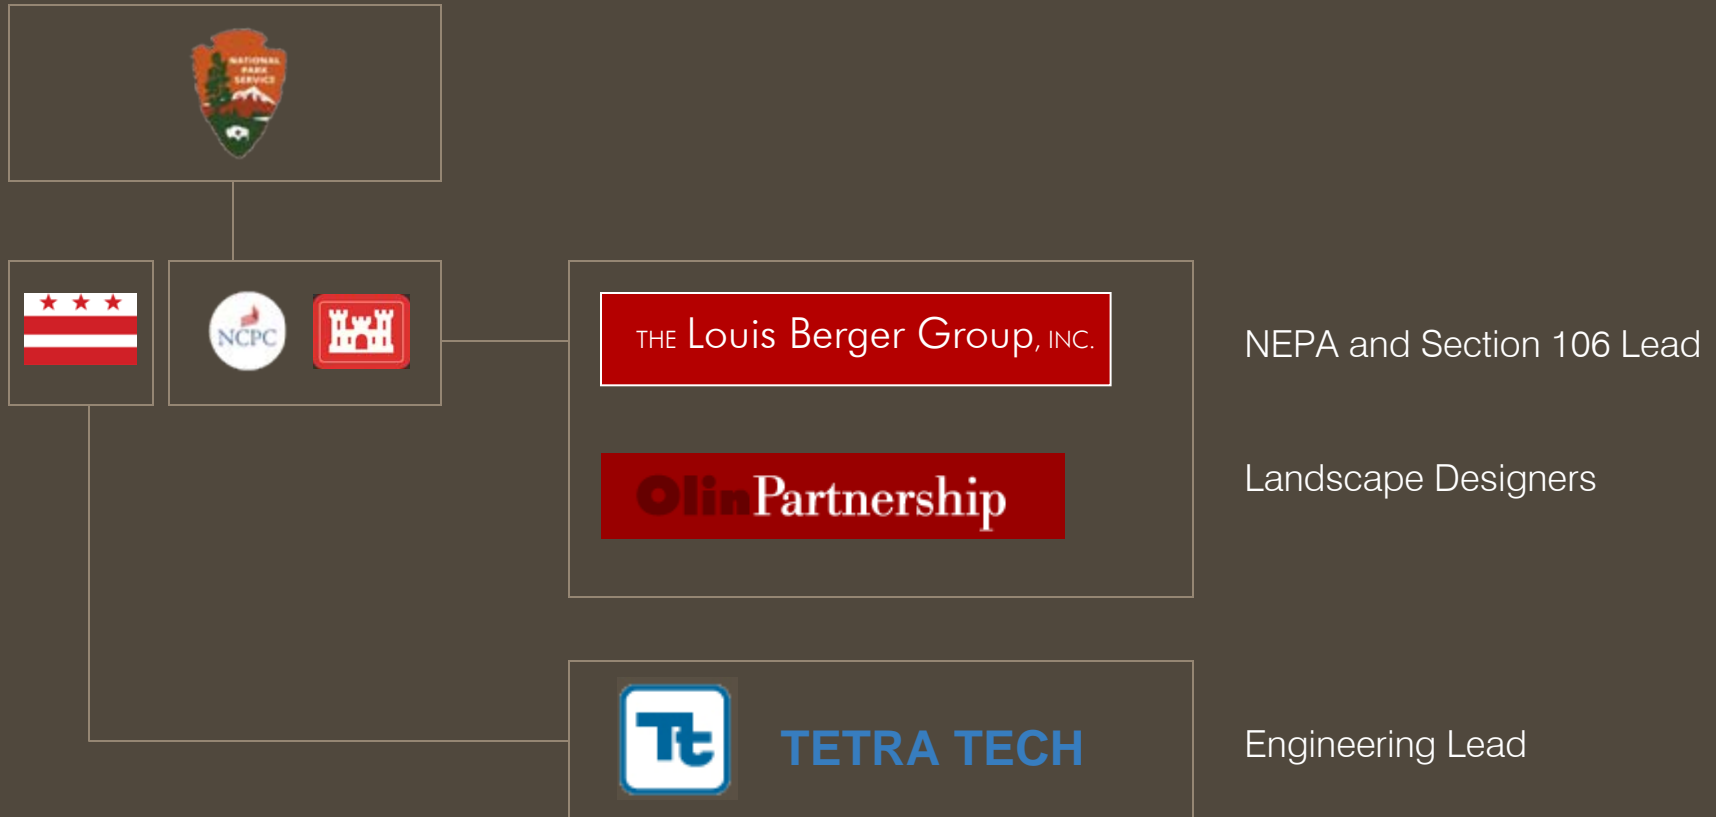 NATIONAL
PARK
SERVICE
NCPC
THE Louis Berger Group, INC.
NEPA and Section 106 Lead
OlinPartnership
Landscape Designers
Tt
TETRA TECH
Engineering Lead